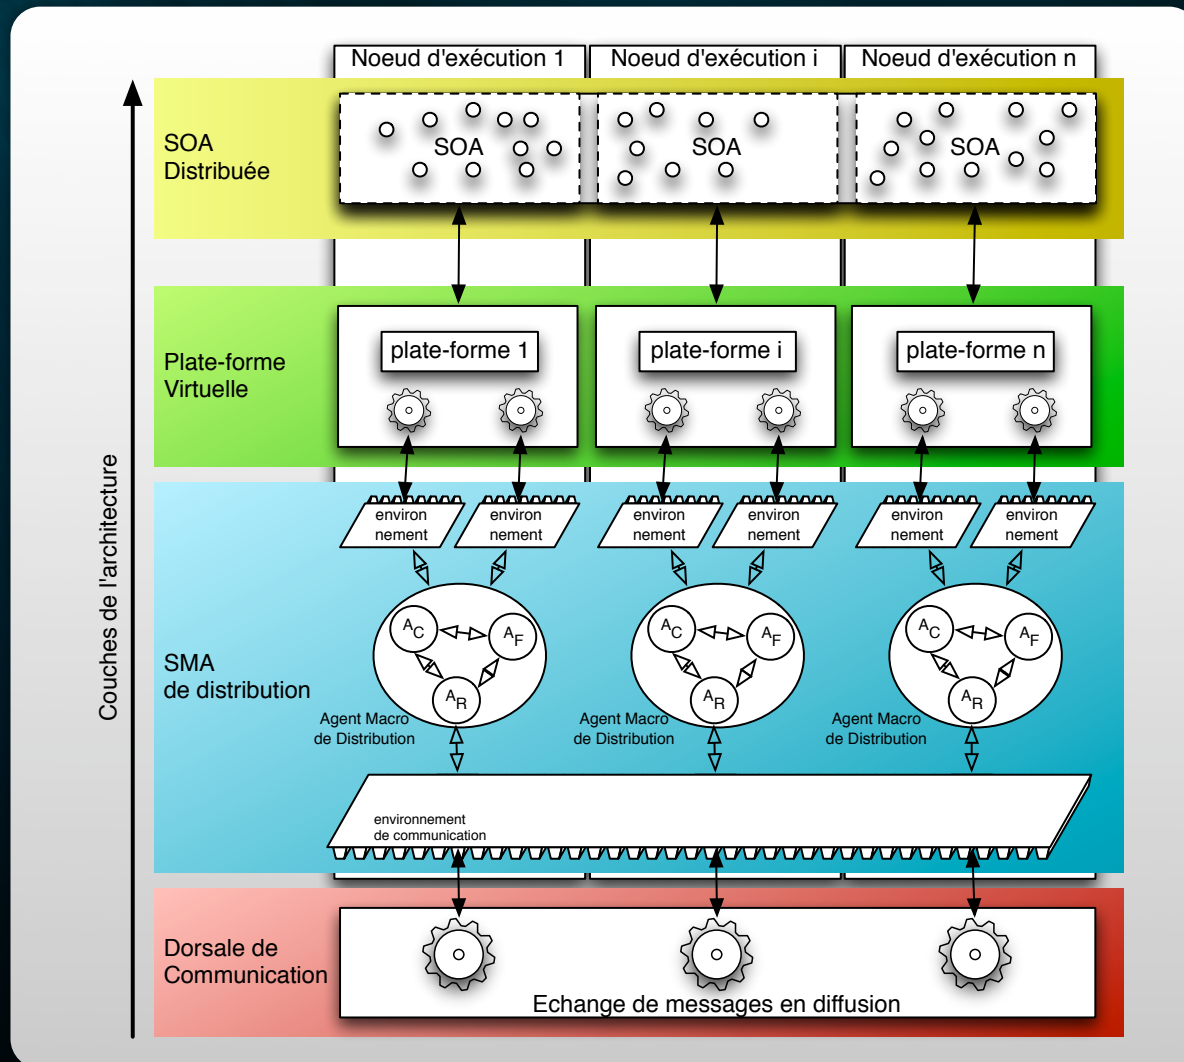 Noeud d'exécution 1
Noeud d'exécution i
Noeud d'exécution n
SOA
Distribuée
SOA
SOA
SOA
Plate-forme
Virtuelle
plate-forme 1
plate-forme i
plate-forme n
Couches de l'architecture
environ
nement
environ
nement
environ
nement
environ
nement
environ
nement
environ
nement
SMA
de distribution
AC
AF
AR
AC
AF
AR
AC
AF
AR
Agent Macro
de Distribution
Agent Macro
de Distribution
Agent Macro
de Distribution
environnement
de communication
Dorsale de
Communication
Echange de messages en diffusion